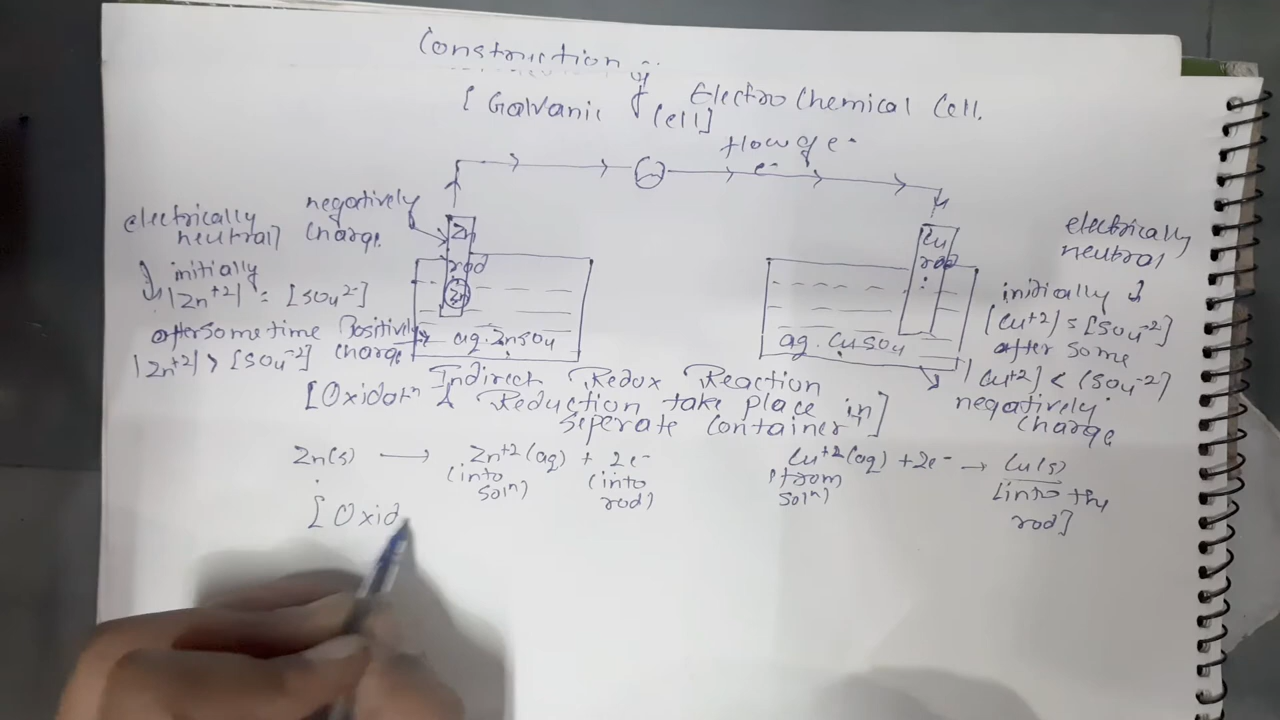 Construction of
Electro Chemical Cell.
[Galvanic Cell]
flow of e-
e-
electrically
neutral]
negatively
charge
initially
|Zn+2| = [SO4 2-]
after some time Positively
|Zn+2| > [SO4-2] charge
Zn
rod
Zn
aq. ZnSO4
Cu
rod
aq. CuSO4
electrically
neutral
initially
|Cu+2| = [SO4-2]
after some
|Cu+2] < (SO4-2]
negatively
charge
Indirect Redox Reaction
[Oxidatn & Reduction take place in
Seperate Container]
Zn(s) → Zn+2(aq) + 2e-
(into
soln)
(into
rod)
Cu+2(aq) + 2e- → Cu(s)
(from
soln)
[into the
rod]
[Oxid